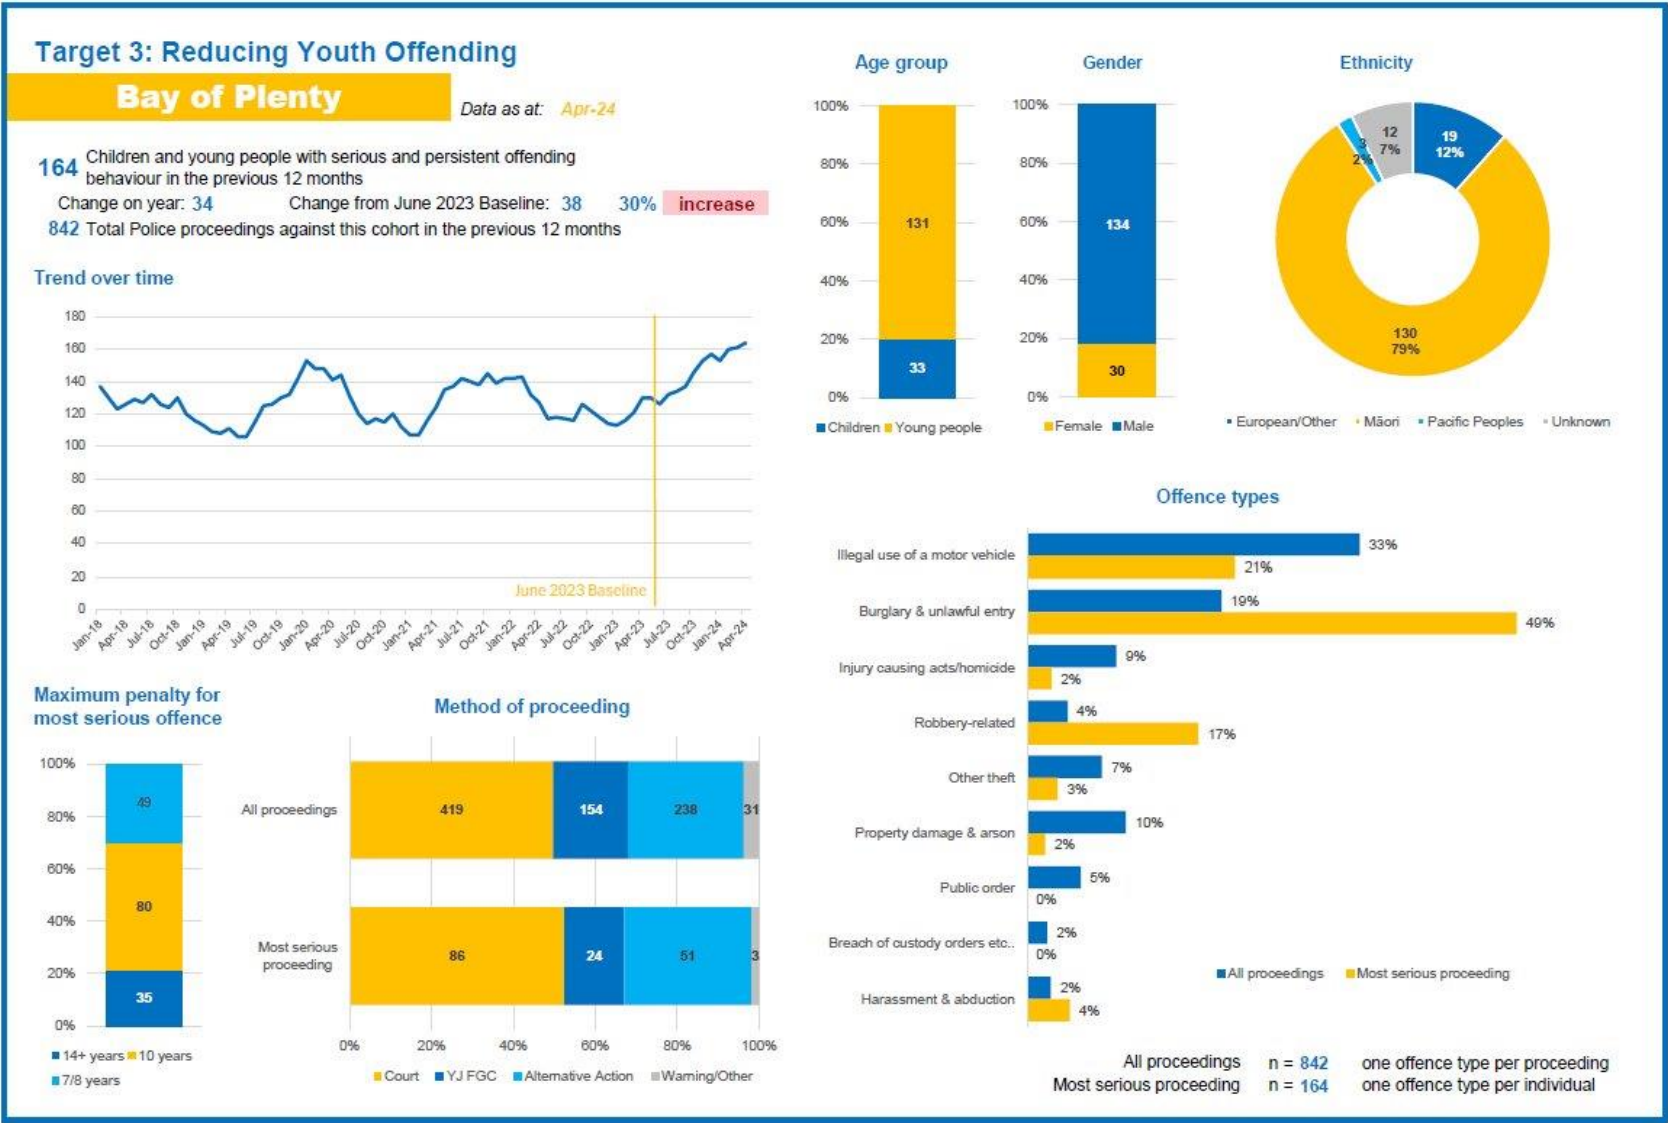 Target 3: Reducing Youth Offending
Bay of Plenty
Data as at: Apr-24
164 Children and young people with serious and persistent offending
behaviour in the previous 12 months
Change on year: 34 Change from June 2023 Baseline: 38 30% increase
842 Total Police proceedings against this cohort in the previous 12 months
Trend over time
180
160
140
120
100
80
60
40
20
0
June 2023 Baseline
Jan-18 Apr-18 Jul-18 Oct-18 Jan-19 Apr-19 Jul-19 Oct-19 Jan-20 Apr-20 Jul-20 Oct-20 Jan-21 Apr-21 Jul-21 Oct-21 Jan-22 Apr-22 Jul-22 Oct-22 Jan-23 Apr-23 Jul-23 Oct-23 Jan-24 Apr-24
Maximum penalty for
most serious offence
100%
80%
60%
40%
20%
0%
49
80
35
14+ years 10 years
7/8 years
Method of proceeding
All proceedings 419 154 238 31
Most serious
proceeding
86 24 51 3
0% 20% 40% 60% 80% 100%
Court YJ FGC Alternative Action Warning/Other
Age group
100%
80%
60%
40%
20%
0%
131
33
Children Young people
Gender
100%
80%
60%
40%
20%
0%
134
30
Female Male
Ethnicity
19
12%
130
79%
3
2%
12
7%
European/Other Māori Pacific Peoples Unknown
Offence types
Illegal use of a motor vehicle 33%
21%
Burglary & unlawful entry 19%
49%
Injury causing acts/homicide 9%
2%
Robbery-related 4%
17%
Other theft 7%
3%
Property damage & arson 10%
2%
Public order 5%
0%
Breach of custody orders etc.. 2%
0%
Harassment & abduction 2%
4%
All proceedings Most serious proceeding
All proceedings n = 842 one offence type per proceeding
Most serious proceeding n = 164 one offence type per individual